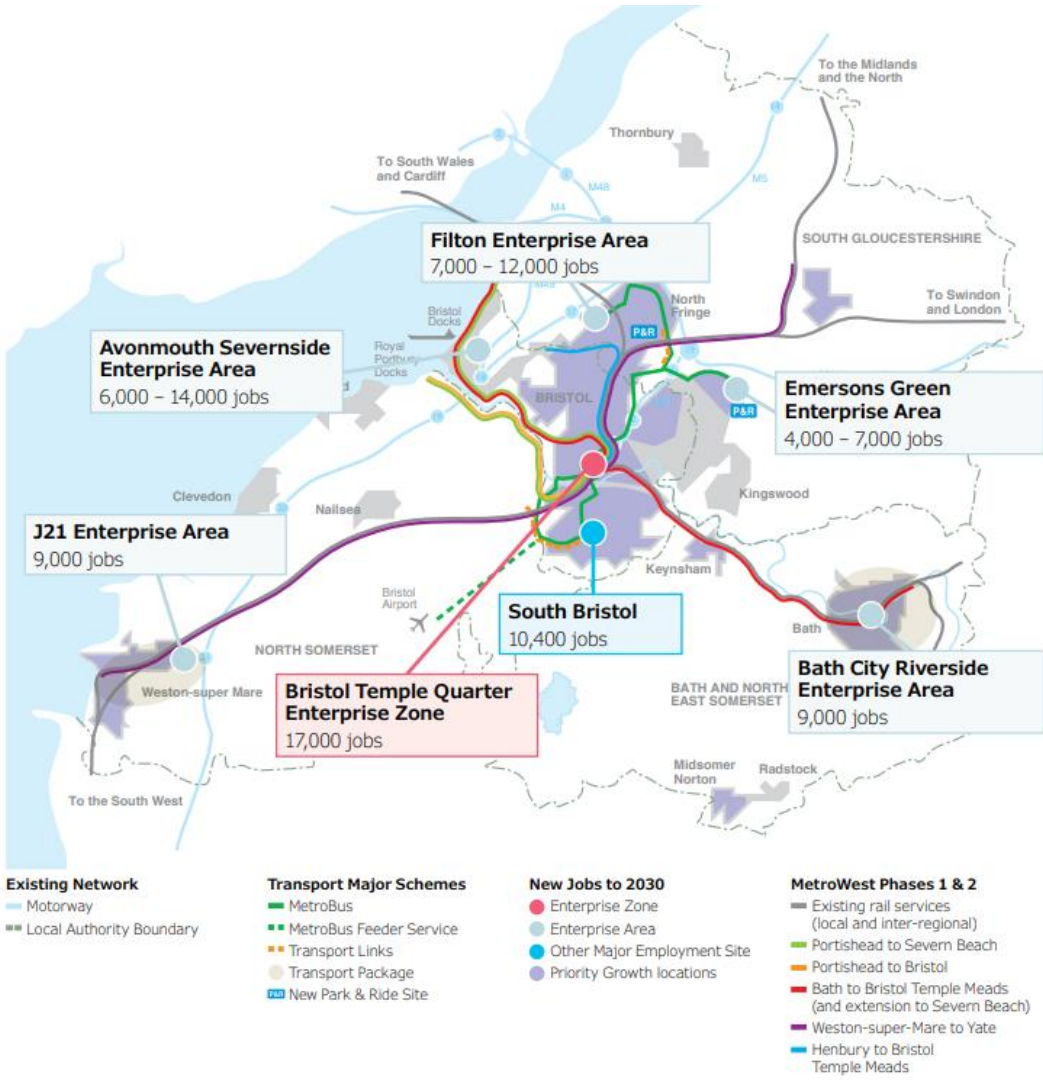 To the Midlands
and the North
Thornbury
To South Wales
and Cardiff
M48
M5
M4
Filton Enterprise Area
7,000 – 12,000 jobs
SOUTH GLOUCESTERSHIRE
M49
North
Fringe
To Swindon
and London
Bristol
Docks
P&R
Avonmouth Severnside
Enterprise Area
6,000 – 14,000 jobs
Royal
Portbury
Docks
BRISTOL
Emersons Green
Enterprise Area
4,000 – 7,000 jobs
P&R
Clevedon
Nailsea
Kingswood
J21 Enterprise Area
9,000 jobs
Keynsham
Bristol
Airport
South Bristol
10,400 jobs
Bath
NORTH SOMERSET
Weston-super Mare
Bristol Temple Quarter
Enterprise Zone
17,000 jobs
BATH AND NORTH
EAST SOMERSET
Bath City Riverside
Enterprise Area
9,000 jobs
Midsomer
Norton
Radstock
To the South West
Existing Network
Motorway
Local Authority Boundary
Transport Major Schemes
MetroBus
MetroBus Feeder Service
Transport Links
Transport Package
P&R New Park & Ride Site
New Jobs to 2030
Enterprise Zone
Enterprise Area
Other Major Employment Site
Priority Growth locations
MetroWest Phases 1 & 2
Existing rail services
(local and inter-regional)
Portishead to Severn Beach
Portishead to Bristol
Bath to Bristol Temple Meads
(and extension to Severn Beach)
Weston-super-Mare to Yate
Henbury to Bristol
Temple Meads